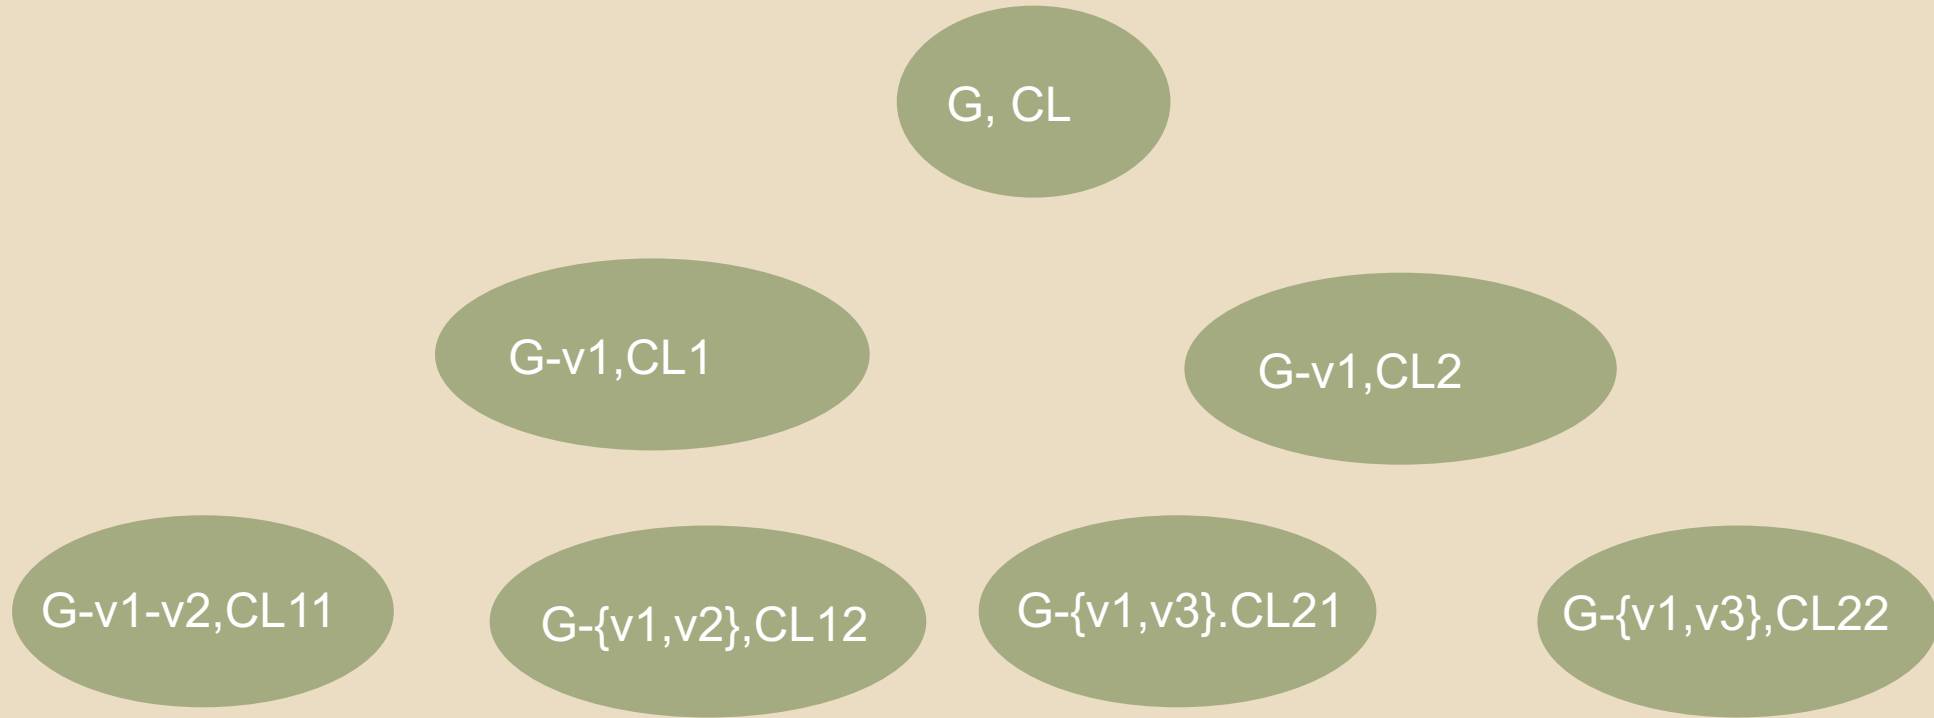 G, CL
G-v1,CL1
G-v1,CL2
G-v1-v2,CL11
G-{v1,v2},CL12
G-{v1,v3}.CL21
G-{v1,v3},CL22